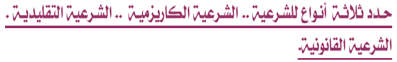 حدد ثلاثة أنواع للشرعية .. الشرعية الكاريزمية .. الشرعية التقليدية .
الشرعية القانونية.